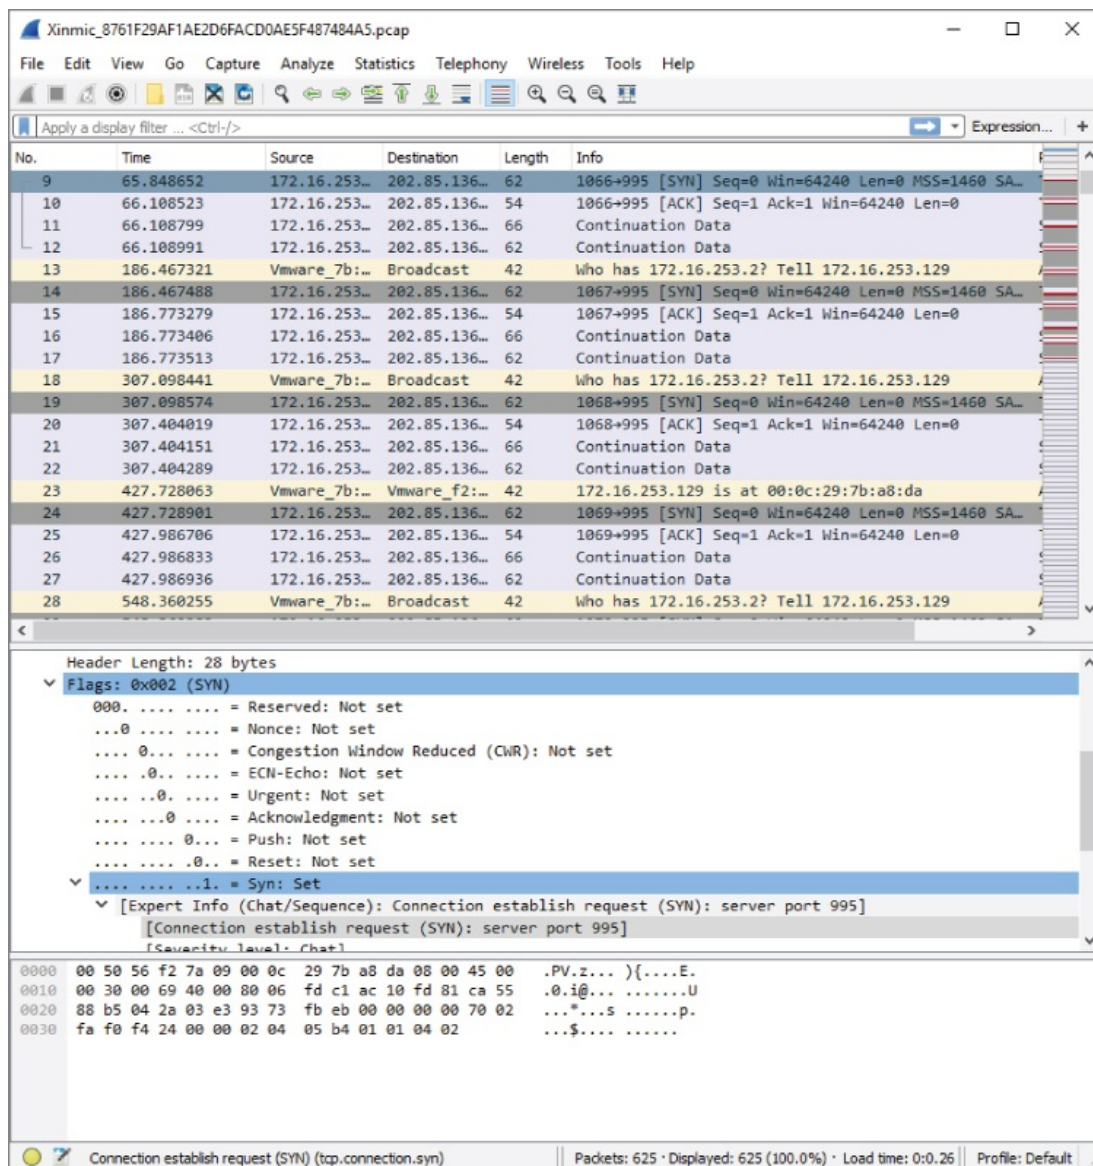 Xinmic_8761F29AF1AE2D6FACD0AE5F487484A5.pcap
File Edit View Go Capture Analyze Statistics Telephony Wireless Tools Help
Apply a display filter ... <Ctrl-/> Expression... +
No. Time Source Destination Length Info
9 65.848652 172.16.253… 202.85.136… 62 1066→995 [SYN] Seq=0 Win=64240 Len=0 MSS=1460 SA…
10 66.108523 172.16.253… 202.85.136… 54 1066→995 [ACK] Seq=1 Ack=1 Win=64240 Len=0
11 66.108799 172.16.253… 202.85.136… 66 Continuation Data
12 66.108991 172.16.253… 202.85.136… 62 Continuation Data
13 186.467321 Vmware_7b:… Broadcast 42 Who has 172.16.253.2? Tell 172.16.253.129
14 186.467488 172.16.253… 202.85.136… 62 1067→995 [SYN] Seq=0 Win=64240 Len=0 MSS=1460 SA…
15 186.773279 172.16.253… 202.85.136… 54 1067→995 [ACK] Seq=1 Ack=1 Win=64240 Len=0
16 186.773406 172.16.253… 202.85.136… 66 Continuation Data
17 186.773513 172.16.253… 202.85.136… 62 Continuation Data
18 307.098441 Vmware_7b:… Broadcast 42 Who has 172.16.253.2? Tell 172.16.253.129
19 307.098574 172.16.253… 202.85.136… 62 1068→995 [SYN] Seq=0 Win=64240 Len=0 MSS=1460 SA…
20 307.404019 172.16.253… 202.85.136… 54 1068→995 [ACK] Seq=1 Ack=1 Win=64240 Len=0
21 307.404151 172.16.253… 202.85.136… 66 Continuation Data
22 307.404289 172.16.253… 202.85.136… 62 Continuation Data
23 427.728063 Vmware_7b:… Vmware_f2:… 42 172.16.253.129 is at 00:0c:29:7b:a8:da
24 427.728901 172.16.253… 202.85.136… 62 1069→995 [SYN] Seq=0 Win=64240 Len=0 MSS=1460 SA…
25 427.986706 172.16.253… 202.85.136… 54 1069→995 [ACK] Seq=1 Ack=1 Win=64240 Len=0
26 427.986833 172.16.253… 202.85.136… 66 Continuation Data
27 427.986936 172.16.253… 202.85.136… 62 Continuation Data
28 548.360255 Vmware_7b:… Broadcast 42 Who has 172.16.253.2? Tell 172.16.253.129
Header Length: 28 bytes
Flags: 0x002 (SYN)
000. .... .... = Reserved: Not set
...0 .... .... = Nonce: Not set
.... 0... .... = Congestion Window Reduced (CWR): Not set
.... .0.. .... = ECN-Echo: Not set
.... ..0. .... = Urgent: Not set
.... ...0 .... = Acknowledgment: Not set
.... .... 0... = Push: Not set
.... .... .0.. = Reset: Not set
.... .... ..1. = Syn: Set
[Expert Info (Chat/Sequence): Connection establish request (SYN): server port 995]
[Connection establish request (SYN): server port 995]
[Severity level: Chat]
0000 00 50 56 f2 7a 09 00 0c 29 7b a8 da 08 00 45 00 .PV.z... ){....E.
0010 00 30 00 69 40 00 80 06 fd c1 ac 10 fd 81 ca 55 .0.i@... .......U
0020 88 b5 04 2a 03 e3 93 73 fb eb 00 00 00 00 70 02 ...*...s ......p.
0030 fa f0 f4 24 00 00 02 04 05 b4 01 01 04 02 ...$.... ......
Connection establish request (SYN) (tcp.connection.syn) Packets: 625 · Displayed: 625 (100.0%) · Load time: 0:0.26 Profile: Default